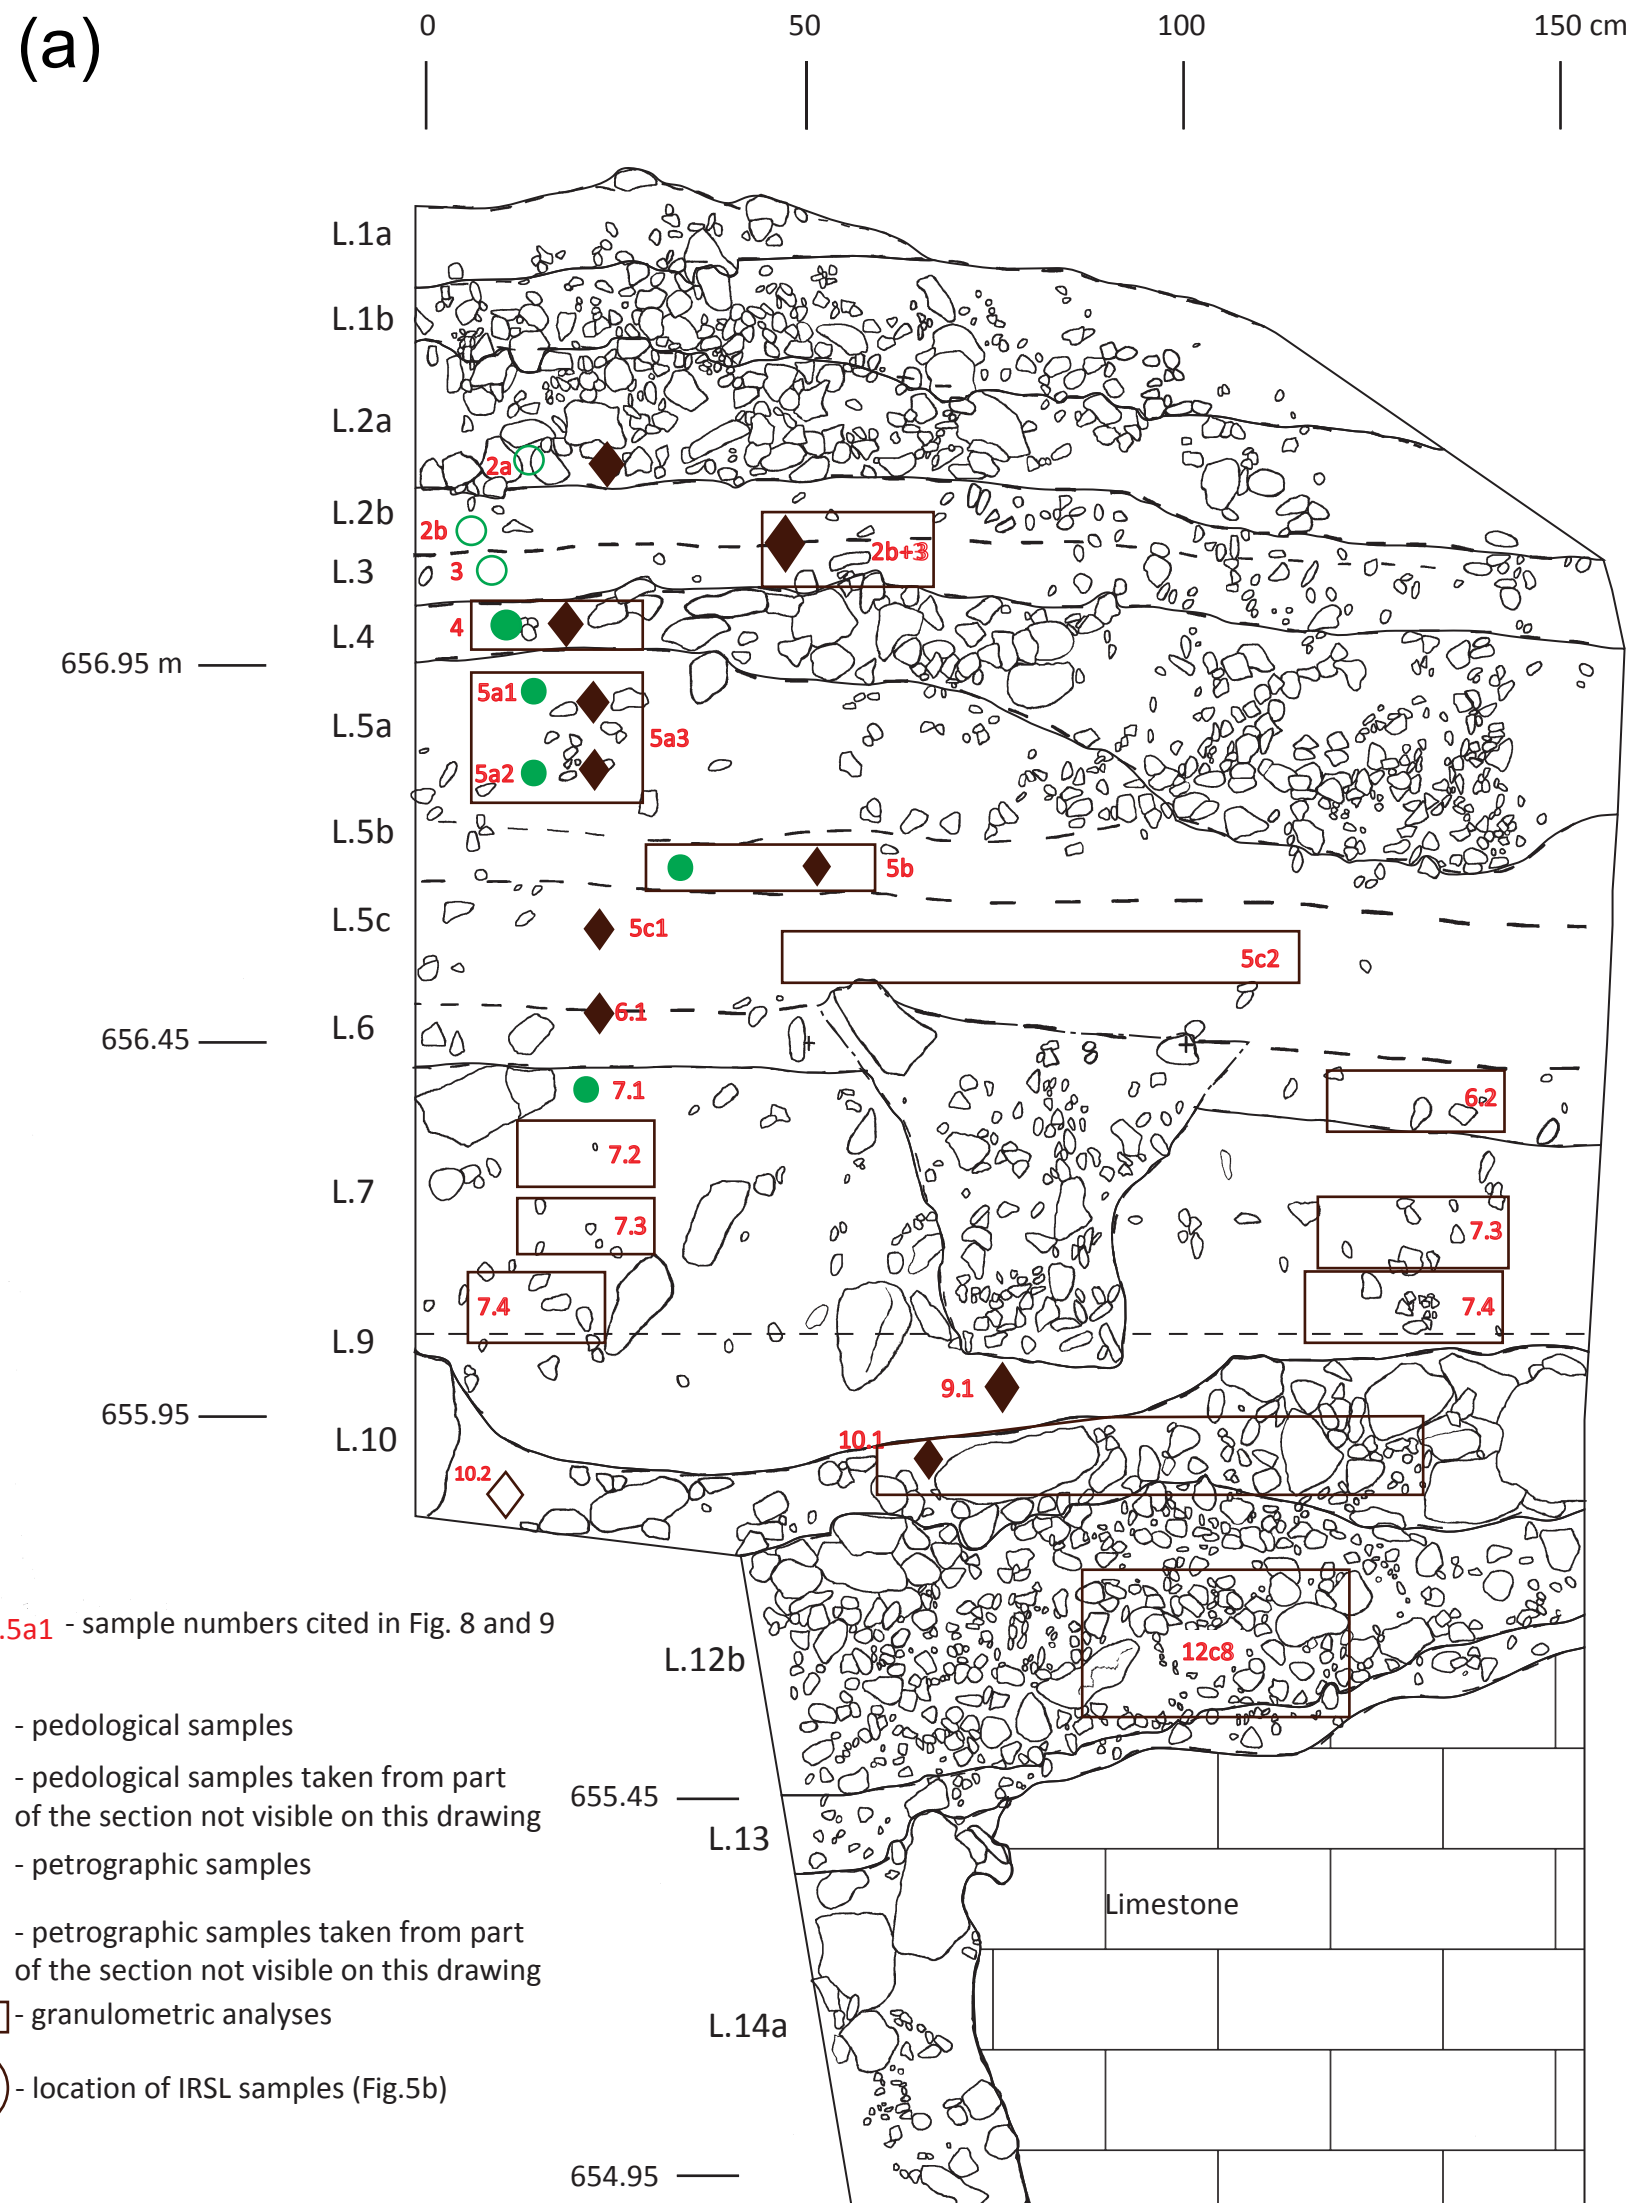 (a)
0 50 100 150 cm
L.1a
L.1b
L.2a
2a
L.2b
2b
2b+3
L.3
3
4
L.4
656.95 m
5a1
L.5a
5a3
5a2
L.5b
5b
L.5c
5c1
5c2
6.1
L.6
656.45
7.1
6.2
7.2
L.7
7.3
7.3
7.4
7.4
L.9
9.1
655.95
L.10
10.1
10.2
.5a1 - sample numbers cited in Fig. 8 and 9
12c8
L.12b
- pedological samples
- pedological samples taken from part
of the section not visible on this drawing
655.45
L.13
- petrographic samples
Limestone
- petrographic samples taken from part
of the section not visible on this drawing
- granulometric analyses
L.14a
- location of IRSL samples (Fig.5b)
654.95